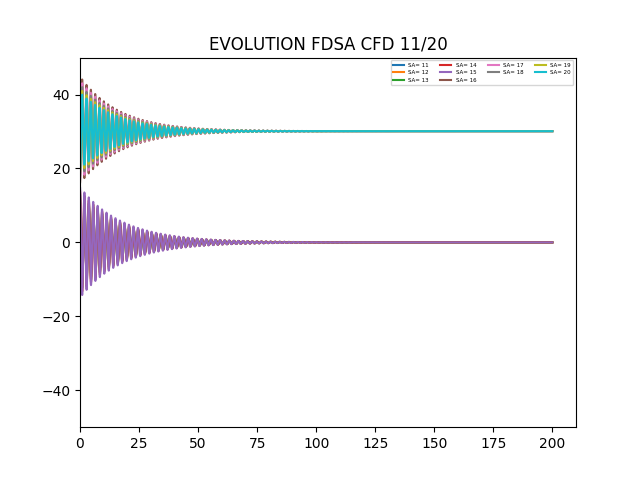 EVOLUTION FDSA CFD 11/20
SA= 11 SA= 14 SA= 17 SA= 19
SA= 12 SA= 15 SA= 18 SA= 20
SA= 13 SA= 16
40
20
0
−20
−40
0 25 50 75 100 125 150 175 200